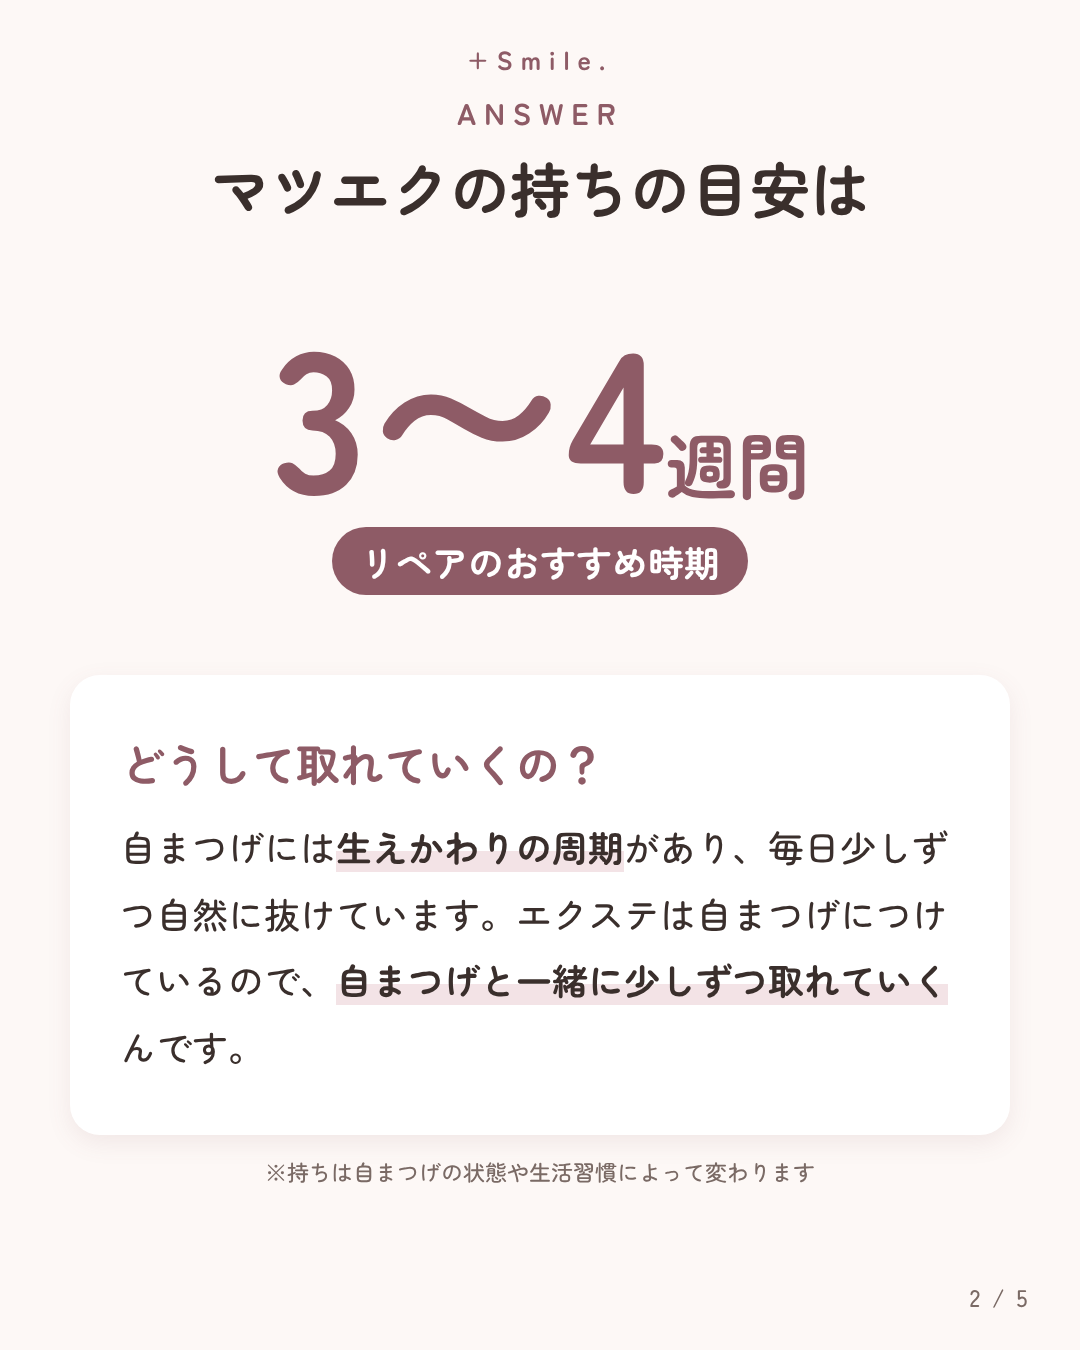 +Smile.
ANSWER
マツエクの持ちの目安は
3〜4週間
リペアのおすすめ時期
どうして取れていくの？
自まつげには生えかわりの周期があり、毎日少しず
つ自然に抜けています。エクステは自まつげにつけ
ているので、自まつげと一緒に少しずつ取れていく
んです。
※持ちは自まつげの状態や生活習慣によって変わります
2 / 5